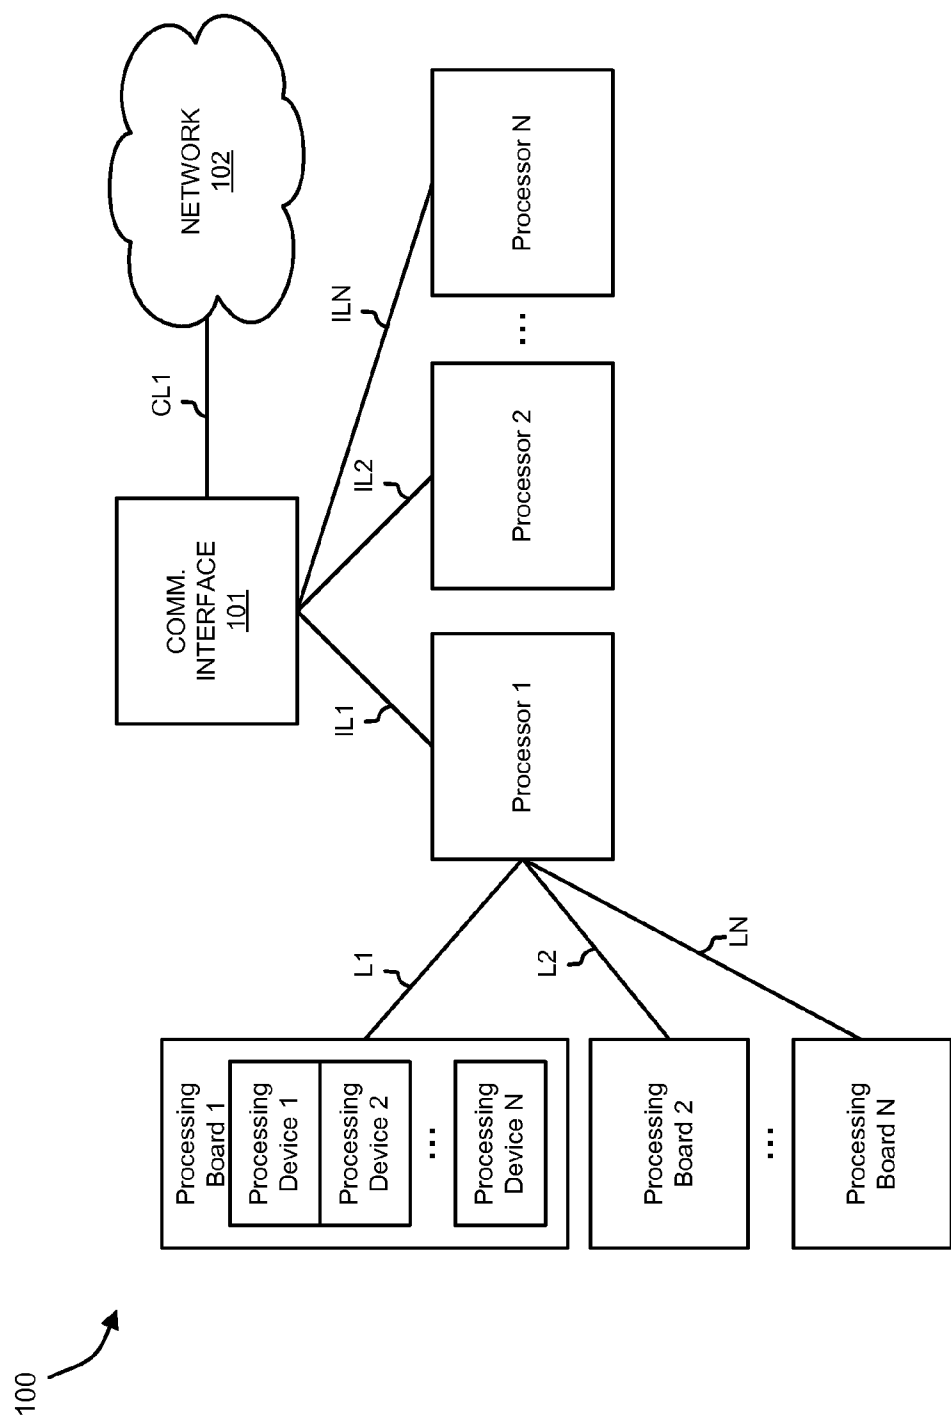 100
NETWORK
102
CL1
COMM.
INTERFACE
101
IL1
IL2
ILN
Processor 1
Processor 2
...
Processor N
L1
L2
LN
Processing
Board 1
Processing
Device 1
Processing
Device 2
...
Processing
Device N
Processing
Board 2
...
Processing
Board N